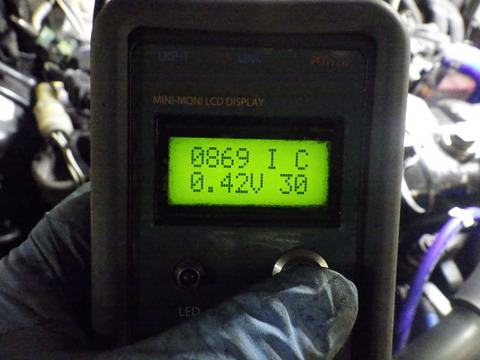 LIGHT LINK POWER
MINI-MONI LCD DISPLAY
0869 I C
0.42V 30
LED